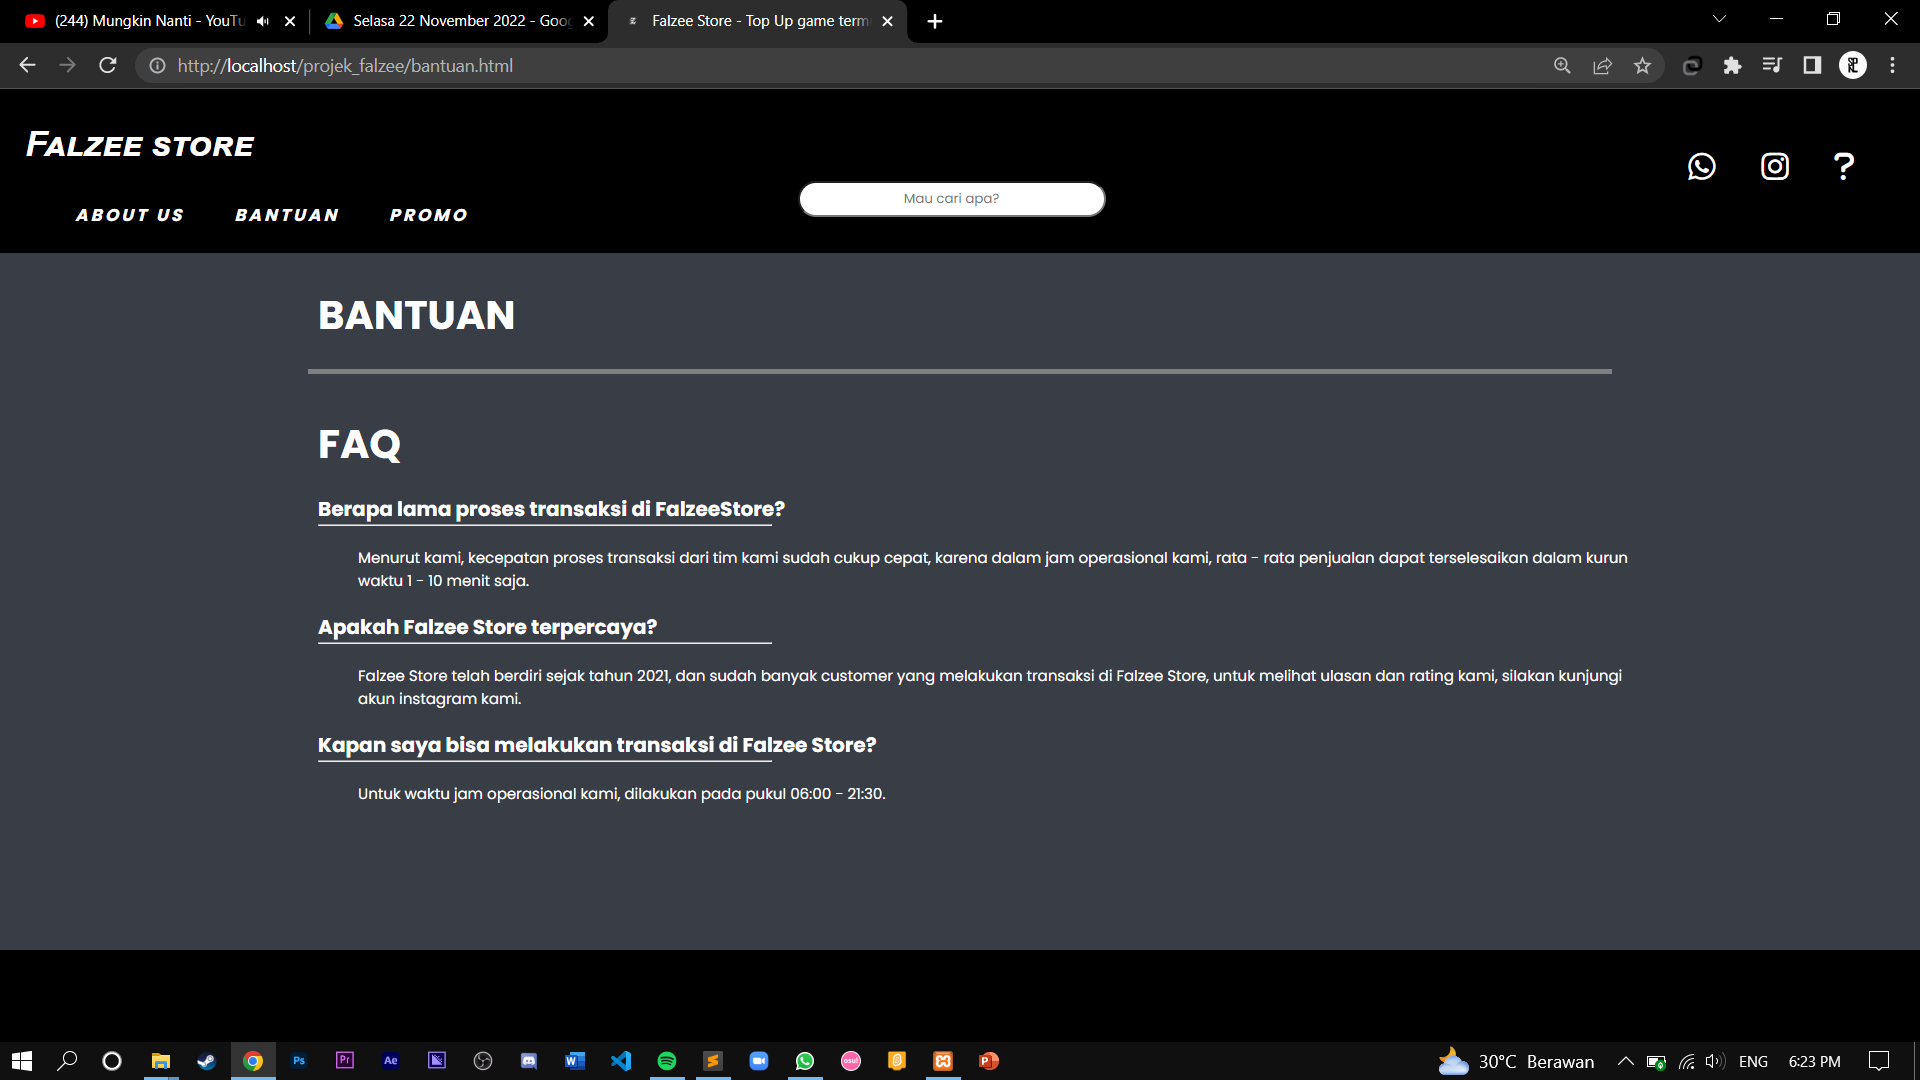 (244) Mungkin Nanti - YouTu
Selasa 22 November 2022 - Goo
Falzee Store - Top Up game term
http://localhost/projek_falzee/bantuan.html
FALZEE STORE
ABOUT US BANTUAN PROMO
Mau cari apa?
BANTUAN
FAQ
Berapa lama proses transaksi di FalzeeStore?
Menurut kami, kecepatan proses transaksi dari tim kami sudah cukup cepat, karena dalam jam operasional kami, rata - rata penjualan dapat terselesaikan dalam kurun
waktu 1 - 10 menit saja.
Apakah Falzee Store terpercaya?
Falzee Store telah berdiri sejak tahun 2021, dan sudah banyak customer yang melakukan transaksi di Falzee Store, untuk melihat ulasan dan rating kami, silakan kunjungi
akun instagram kami.
Kapan saya bisa melakukan transaksi di Falzee Store?
Untuk waktu jam operasional kami, dilakukan pada pukul 06:00 - 21:30.
Ps Pr Ae W osu! P 30°C Berawan ENG 6:23 PM